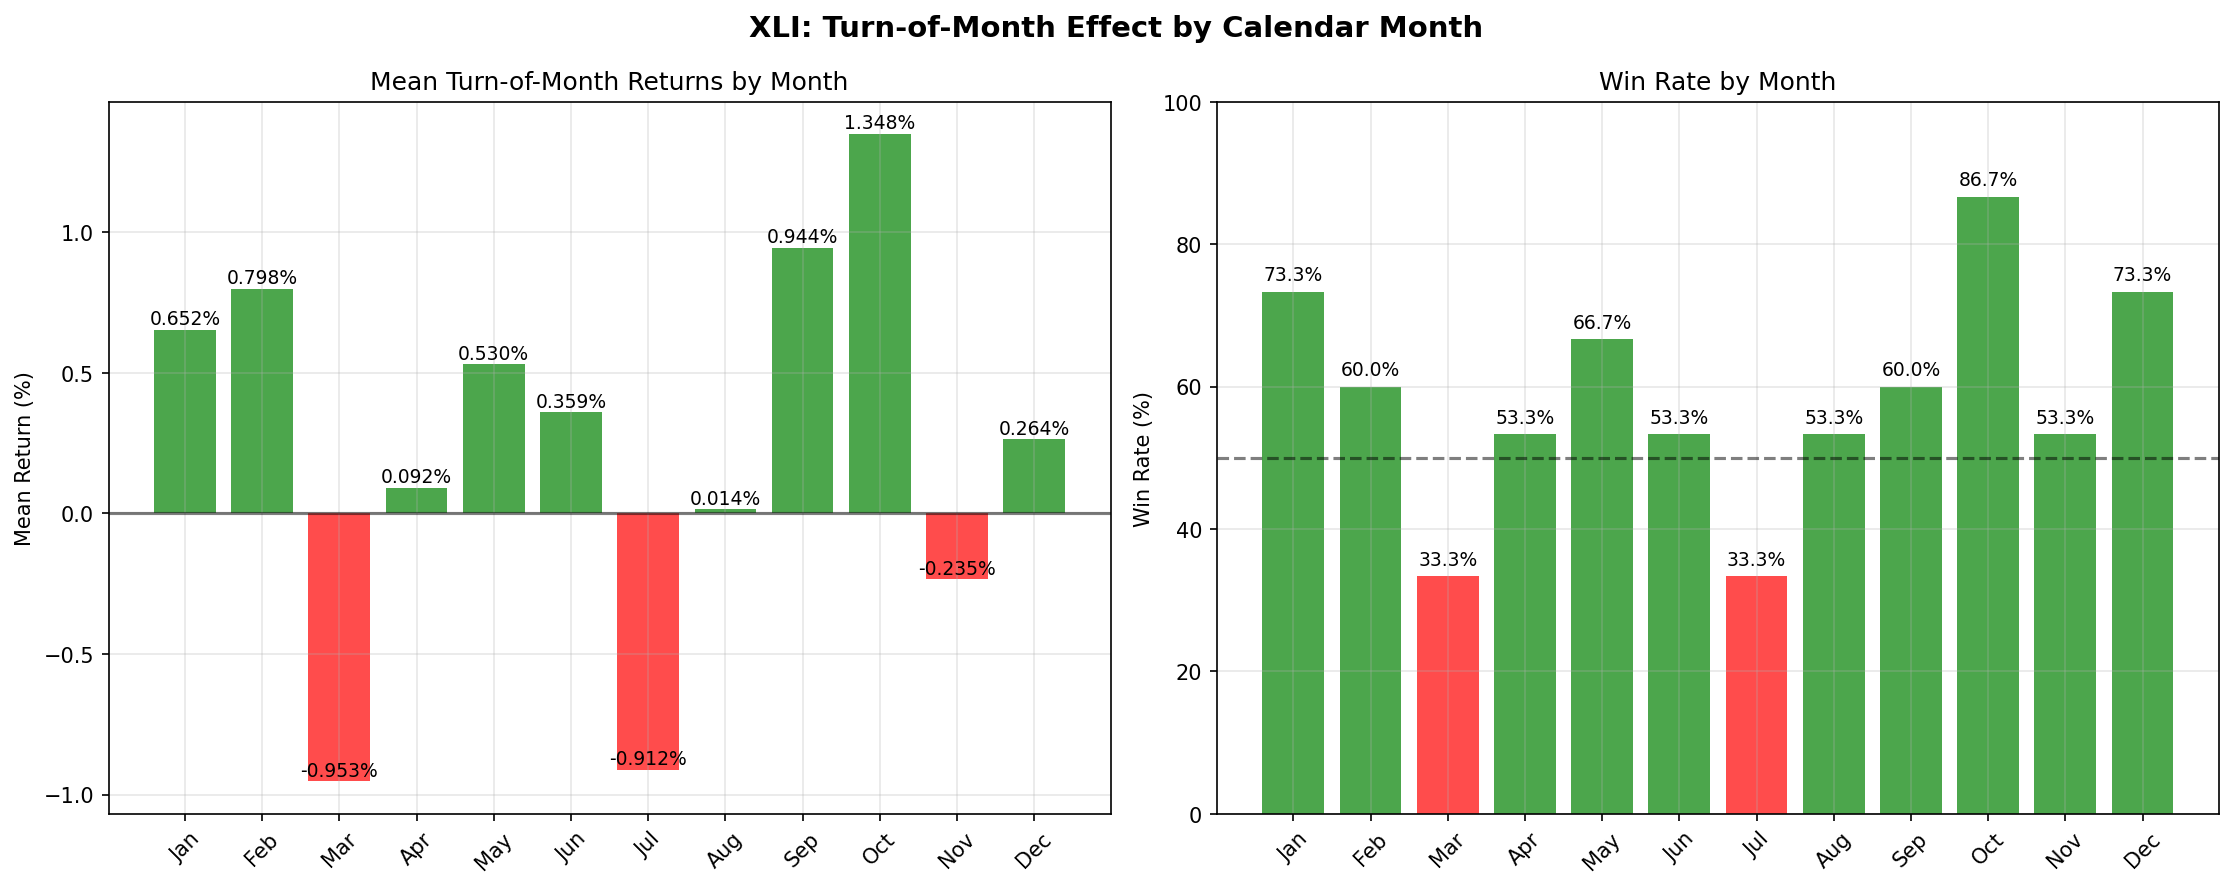 XLI: Turn-of-Month Effect by Calendar Month
Mean Turn-of-Month Returns by Month
Mean Return (%)
1.0
0.5
0.0
−0.5
−1.0
0.652%
0.798%
-0.953%
0.092%
0.530%
0.359%
-0.912%
0.014%
0.944%
1.348%
-0.235%
0.264%
Jan
Feb
Mar
Apr
May
Jun
Jul
Aug
Sep
Oct
Nov
Dec
Win Rate by Month
Win Rate (%)
100
80
60
40
20
0
73.3%
60.0%
33.3%
53.3%
66.7%
53.3%
33.3%
53.3%
60.0%
86.7%
53.3%
73.3%
Jan
Feb
Mar
Apr
May
Jun
Jul
Aug
Sep
Oct
Nov
Dec